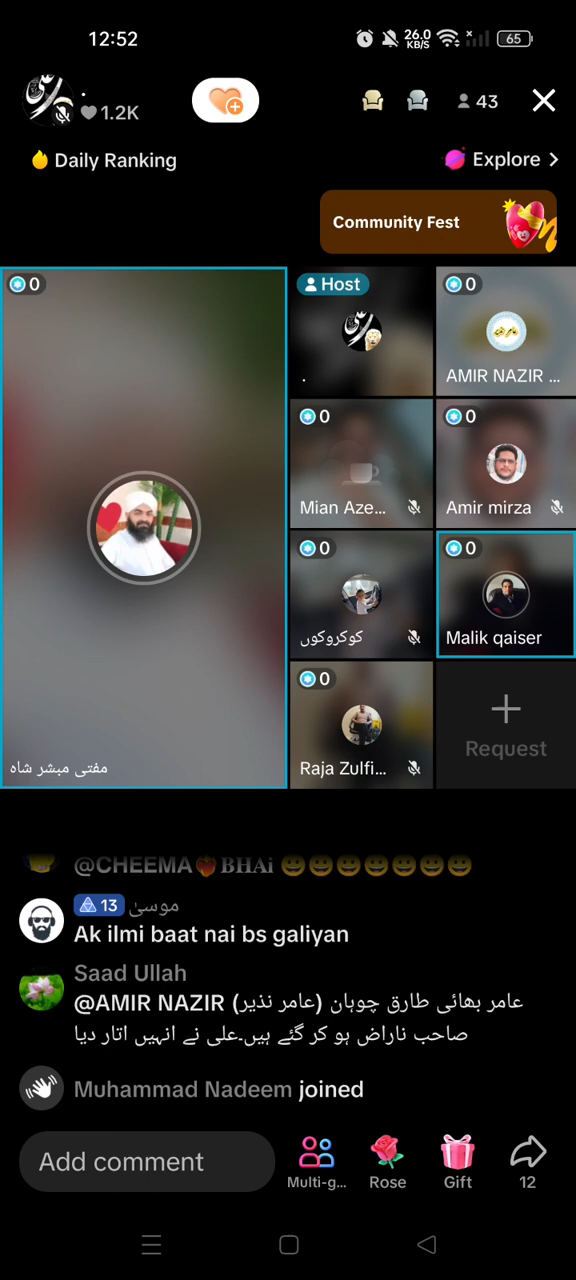 12:52
26.0
KB/S
65
.
1.2K
43
Daily Ranking
Explore >
Community Fest
0
Host
0
.
AMIR NAZIR ...
0
0
Mian Aze...
Amir mirza
0
0
کوکروکوں
Malik qaiser
0
Raja Zulfi...
Request
مفتی مبشر شاہ
@CHEEMA❤️‍🔥𝐁𝐇𝐀𝐢 😀😀😀😀😀😀😀
13 موسیٰ
Ak ilmi baat nai bs galiyan
Saad Ullah
@AMIR NAZIR (عامر نذیر) عامر بھائی طارق چوہان
صاحب ناراض ہو کر گئے ہیں۔علی نے انہیں اتار دیا
Muhammad Nadeem joined
Add comment
Multi-g...
Rose
Gift
12